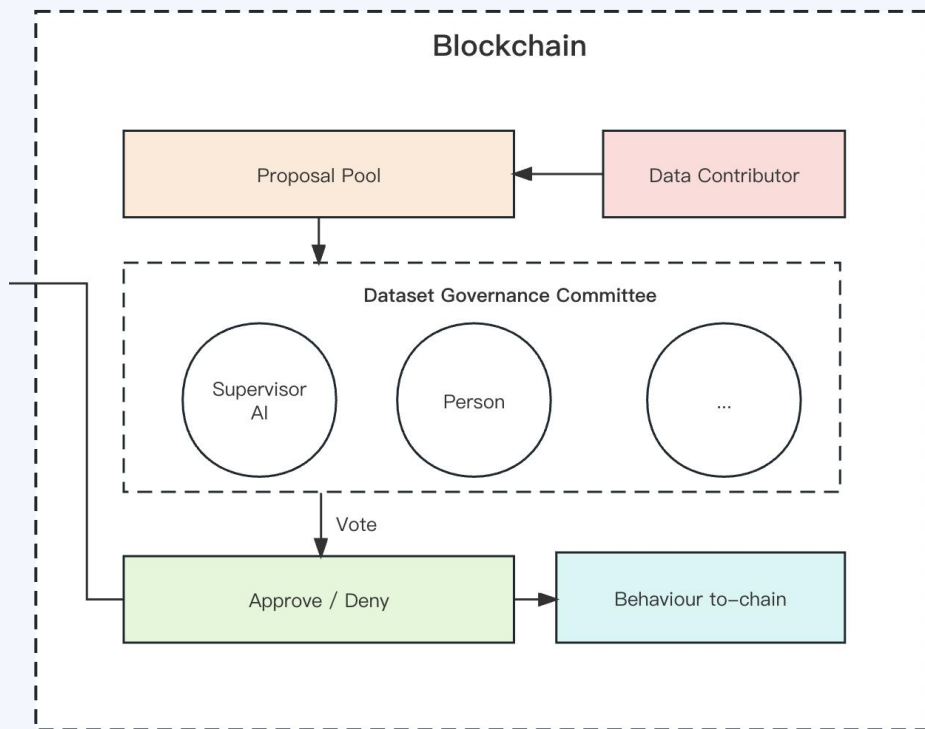 Blockchain
Proposal Pool
Data Contributor
Dataset Governance Committee
Supervisor
AI
Person
...
Vote
Approve / Deny
Behaviour to-chain